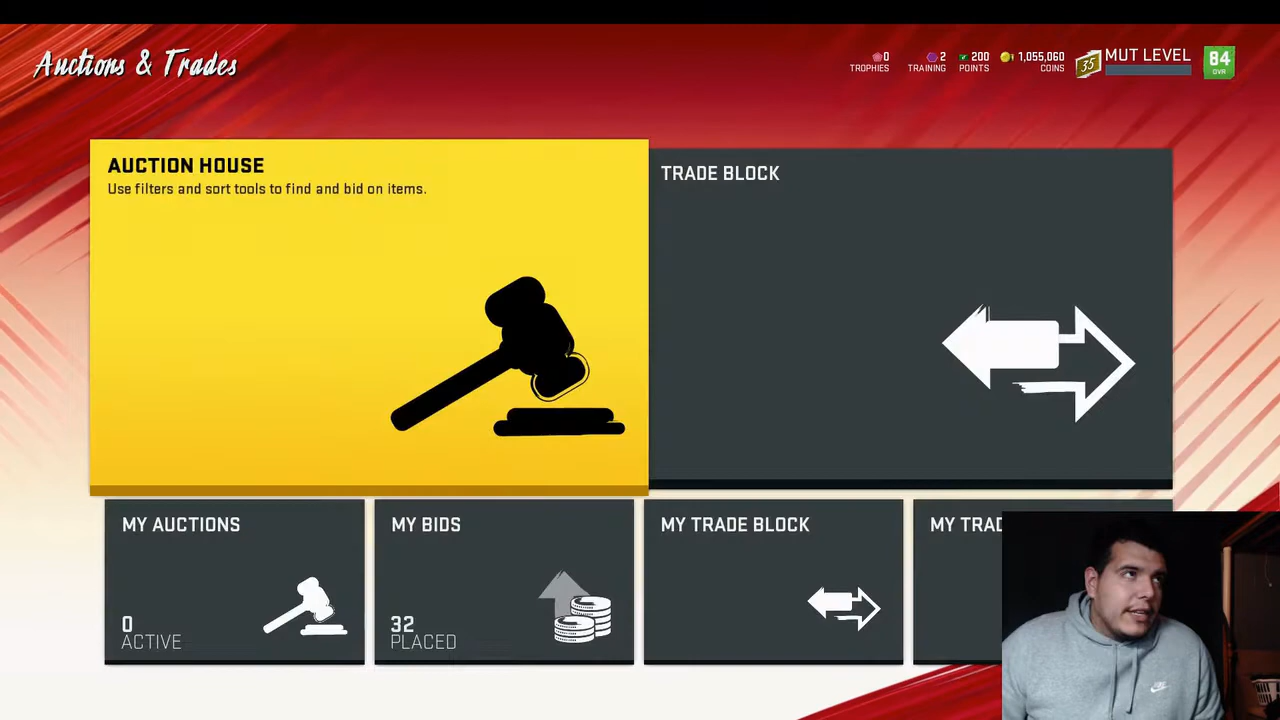 Auctions & Trades
0
TROPHIES
2
TRAINING
200
POINTS
1,055,060
COINS
35
MUT LEVEL
84
OVR
AUCTION HOUSE
Use filters and sort tools to find and bid on items.
TRADE BLOCK
MY AUCTIONS
0
ACTIVE
MY BIDS
32
PLACED
MY TRADE BLOCK
MY TRAD